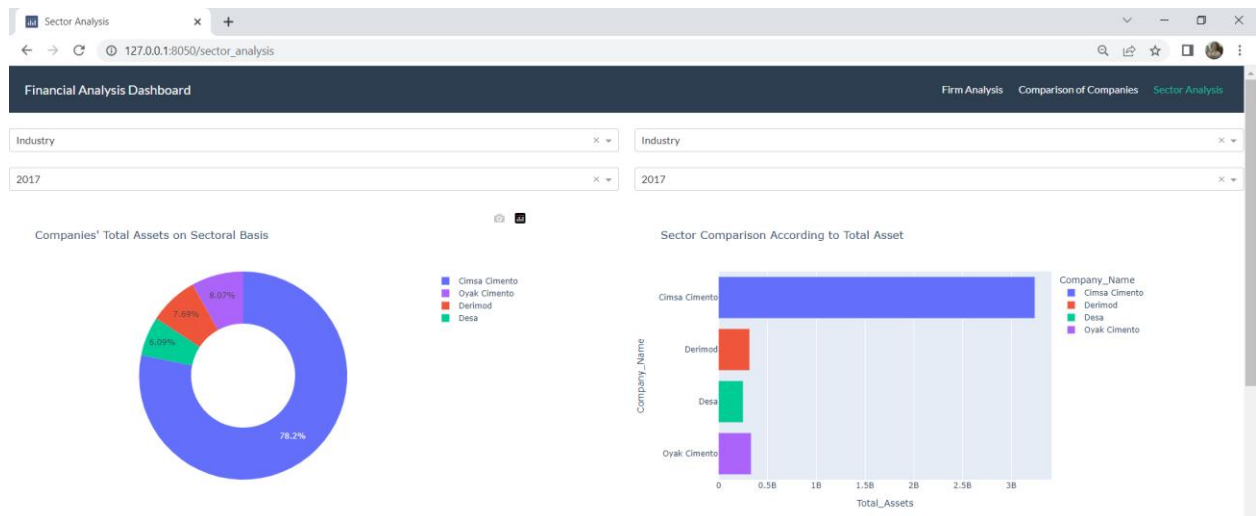 Sector Analysis
127.0.0.1:8050/sector_analysis
Financial Analysis Dashboard
Firm Analysis Comparison of Companies Sector Analysis
Industry
Industry
2017
2017
Companies' Total Assets on Sectoral Basis
8.07%
7.69%
6.09%
78.2%
Cimsa Cimento
Oyak Cimento
Derimod
Desa
Sector Comparison According to Total Asset
Company_Name
Cimsa Cimento
Derimod
Desa
Oyak Cimento
0 0.5B 1B 1.5B 2B 2.5B 3B
Total_Assets
Company_Name
Cimsa Cimento
Derimod
Desa
Oyak Cimento